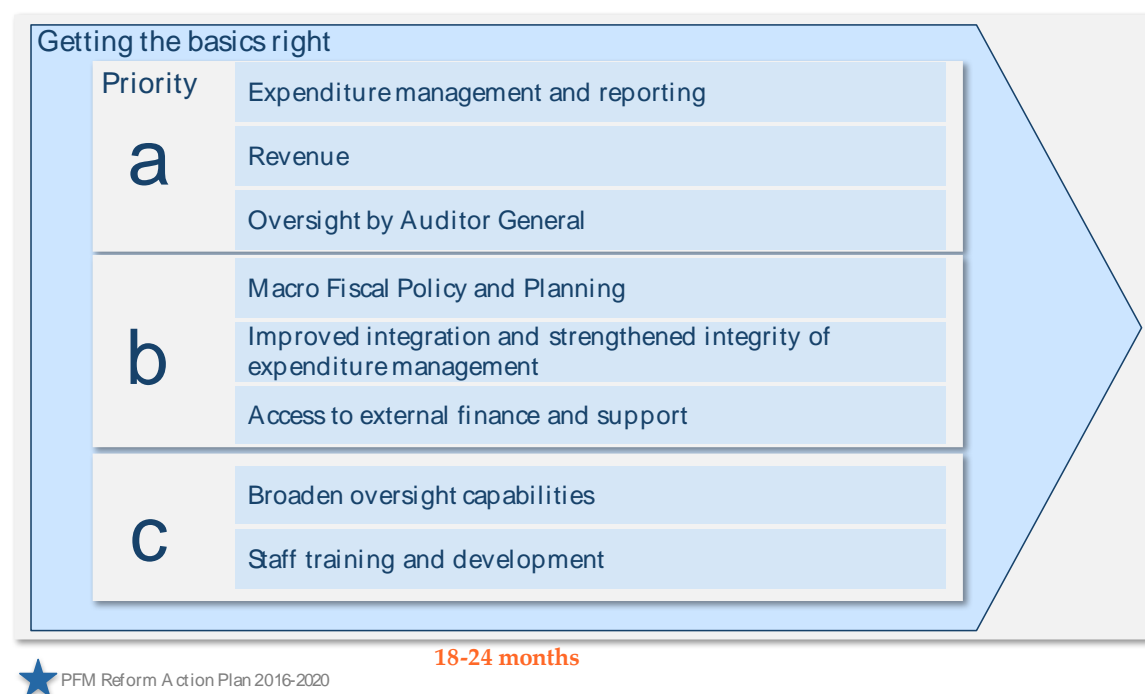 Getting the basics right
Priority
a
Expenditure management and reporting
Revenue
Oversight by Auditor General
b
Macro Fiscal Policy and Planning
Improved integration and strengthened integrity of
expenditure management
Access to external finance and support
c
Broaden oversight capabilities
Staff training and development
18-24 months
PFM Reform Action Plan 2016-2020